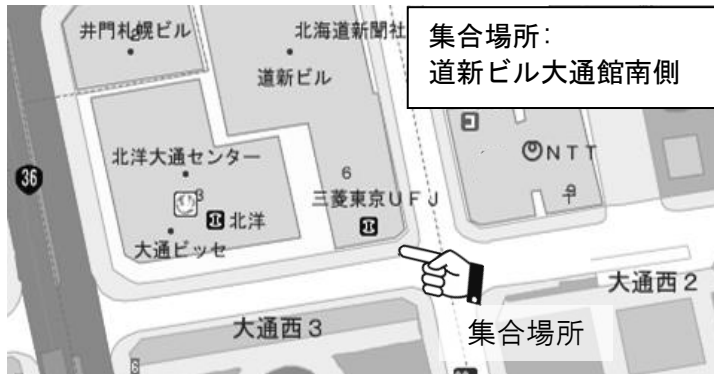 井門札幌ビル
北海道新聞社
集合場所：
道新ビル大通館南側
道新ビル
北洋大通センター
NTT
36
6
3
三菱東京UFJ
北洋
大通ビッセ
大通西2
大通西3
集合場所
6